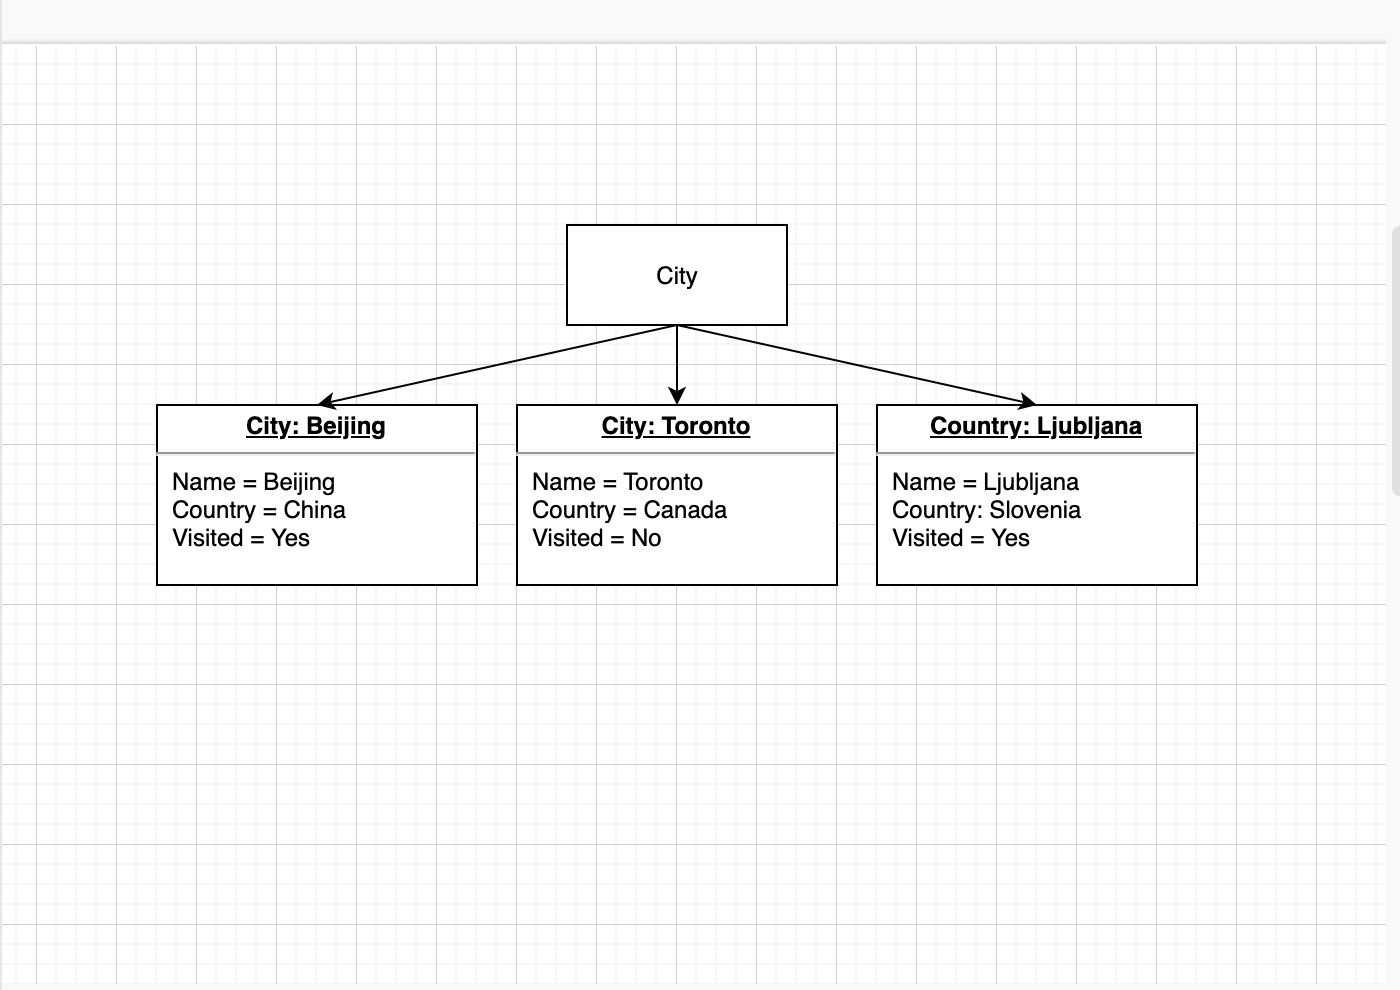 City
City: Beijing
Name = Beijing
Country = China
Visited = Yes
City: Toronto
Name = Toronto
Country = Canada
Visited = No
Country: Ljubljana
Name = Ljubljana
Country: Slovenia
Visited = Yes